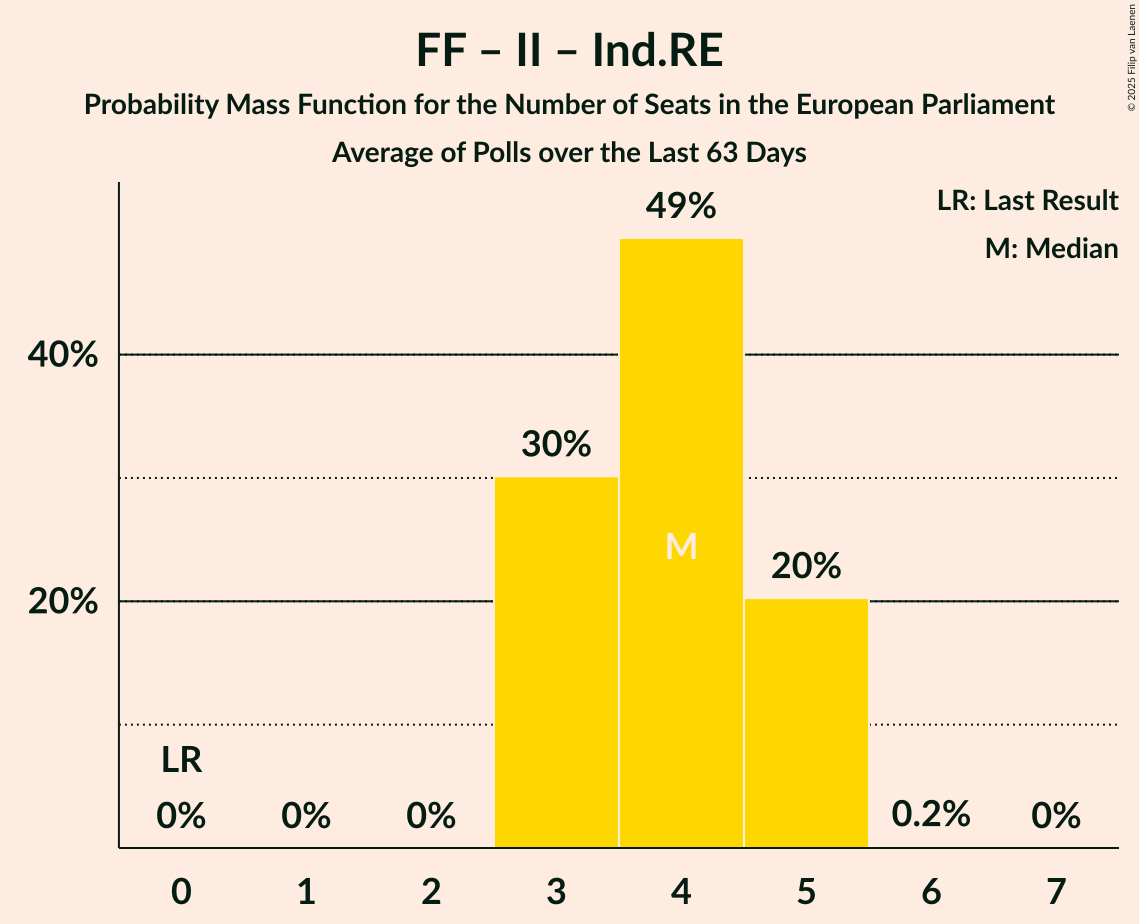 FF – II – Ind.RE
Probability Mass Function for the Number of Seats in the European Parliament
Average of Polls over the Last 63 Days
© 2025 Filip van Laenen
LR: Last Result
M: Median
49%
40%
30%
M
20%
20%
LR
0%
0%
0%
0.2%
0%
0 1 2 3 4 5 6 7